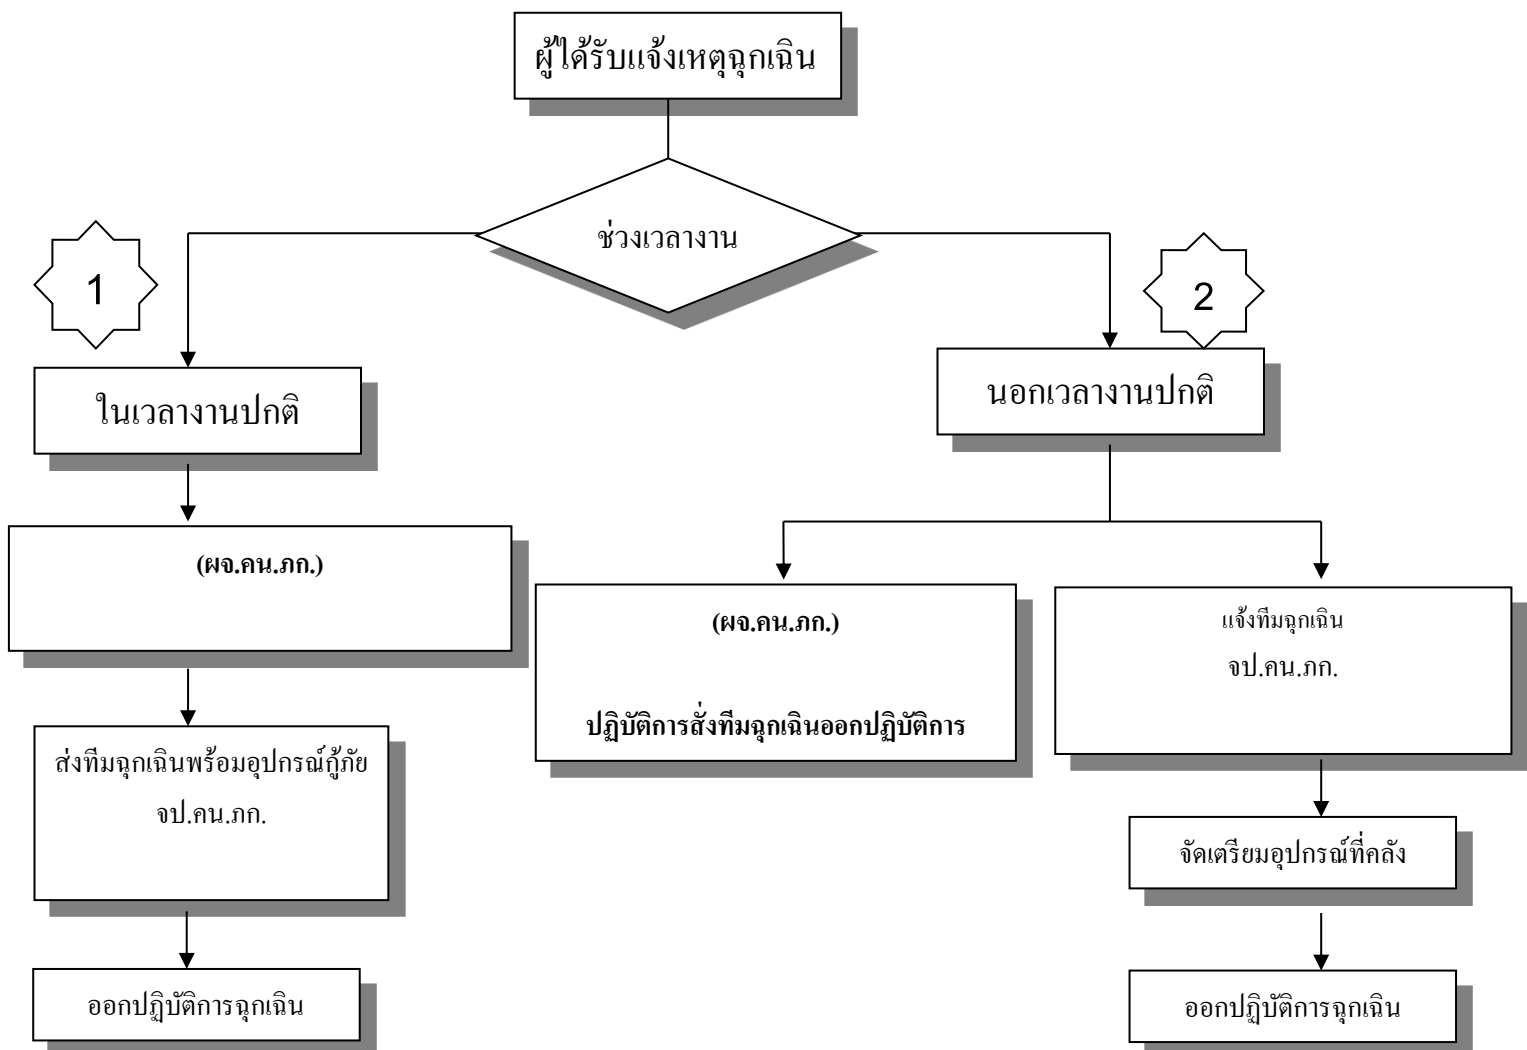 ผู้ได้รับแจ้งเหตุฉุกเฉิน
ช่วงเวลางาน
1
2
ในเวลางานปกติ
นอกเวลางานปกติ
(ผจ.คน.ภก.)
(ผจ.คน.ภก.)
ปฏิบัติการสั่งทีมฉุกเฉินออกปฏิบัติการ
แจ้งทีมฉุกเฉิน
จป.คน.ภก.
ส่งทีมฉุกเฉินพร้อมอุปกรณ์กู้ภัย
จป.คน.ภก.
จัดเตรียมอุปกรณ์ที่คลัง
ออกปฏิบัติการฉุกเฉิน
ออกปฏิบัติการฉุกเฉิน